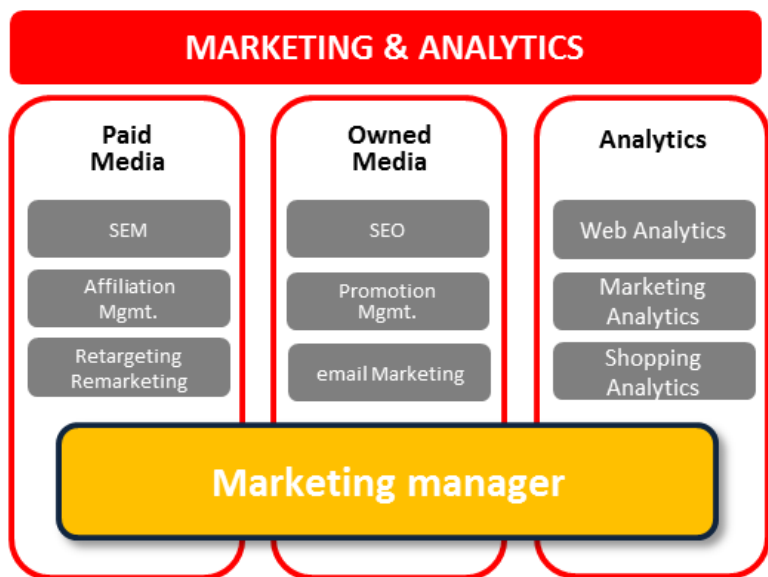 MARKETING & ANALYTICS
Paid
Media
SEM
Affiliation
Mgmt.
Retargeting
Remarketing
Owned
Media
SEO
Promotion
Mgmt.
email Marketing
Analytics
Web Analytics
Marketing
Analytics
Shopping
Analytics
Marketing manager